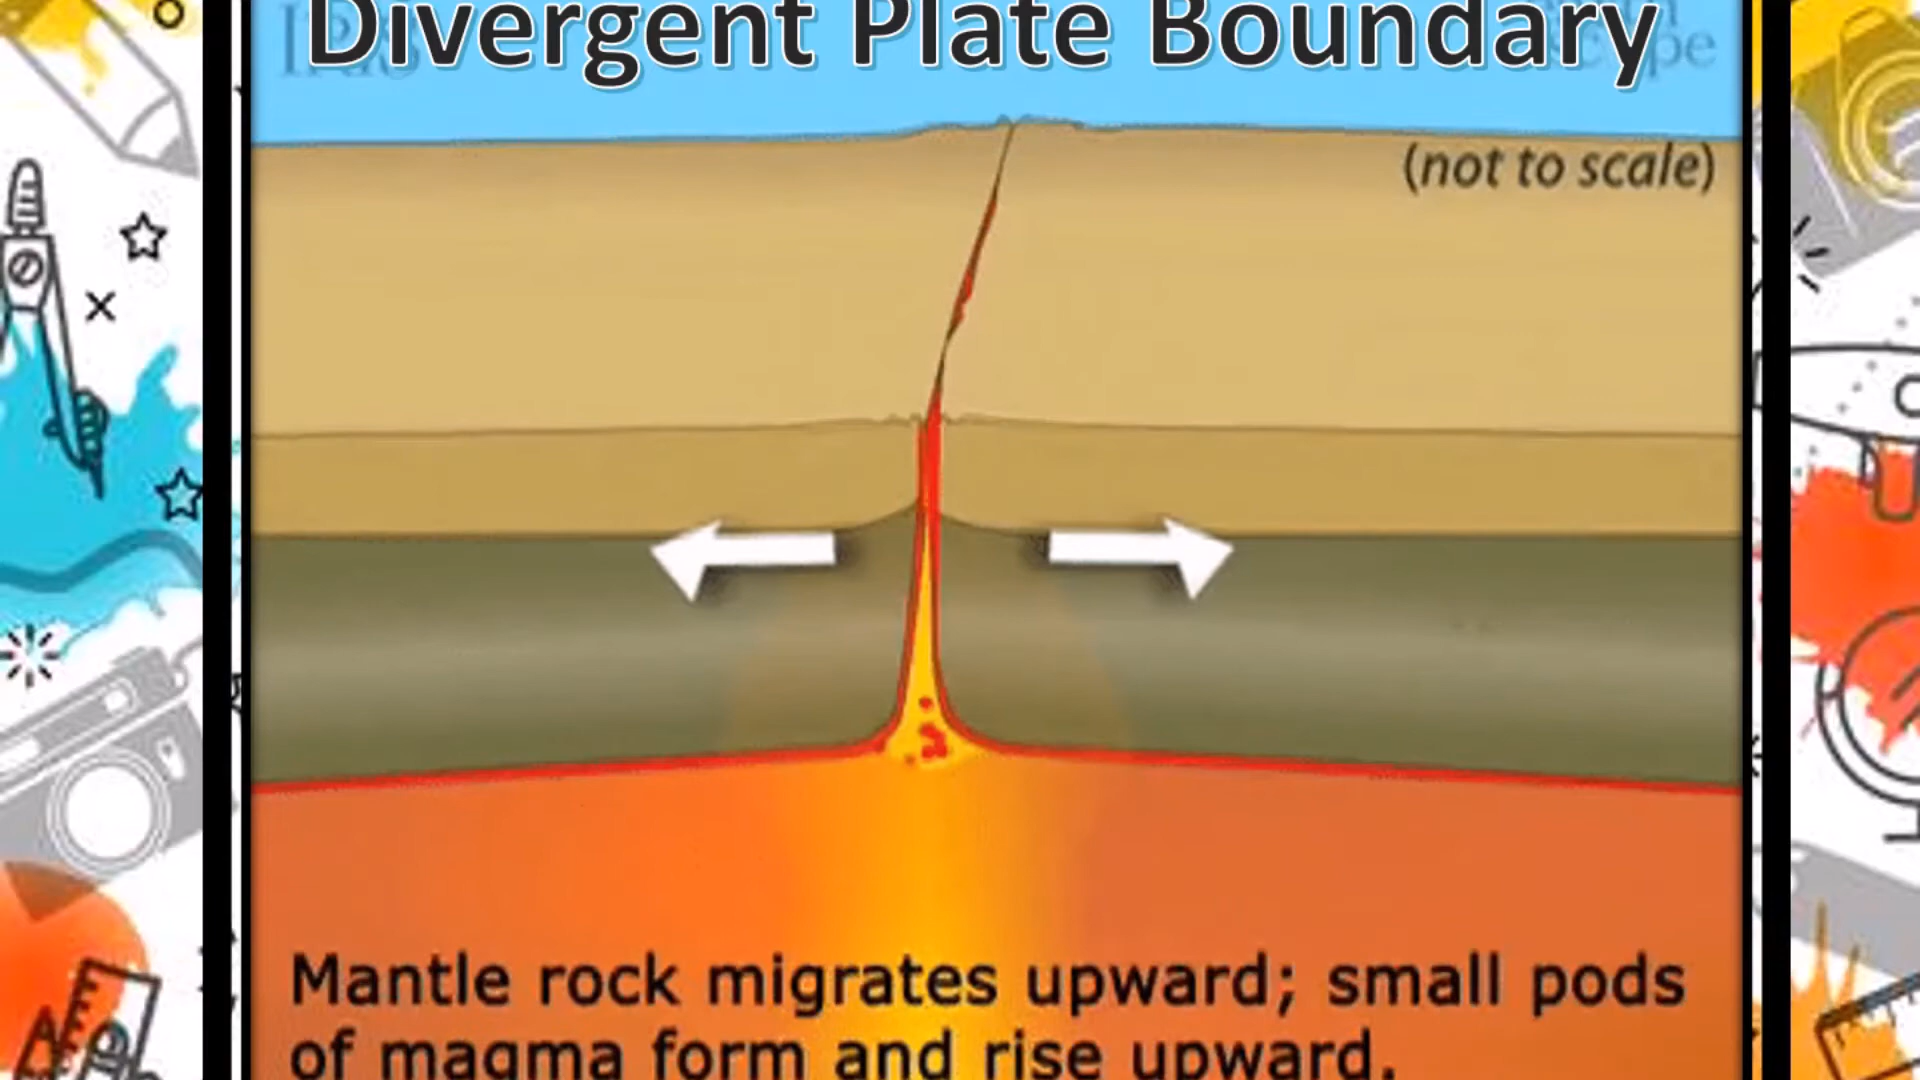 Divergent Plate Boundary
(not to scale)
Mantle rock migrates upward; small pods
of magma form and rise upward.